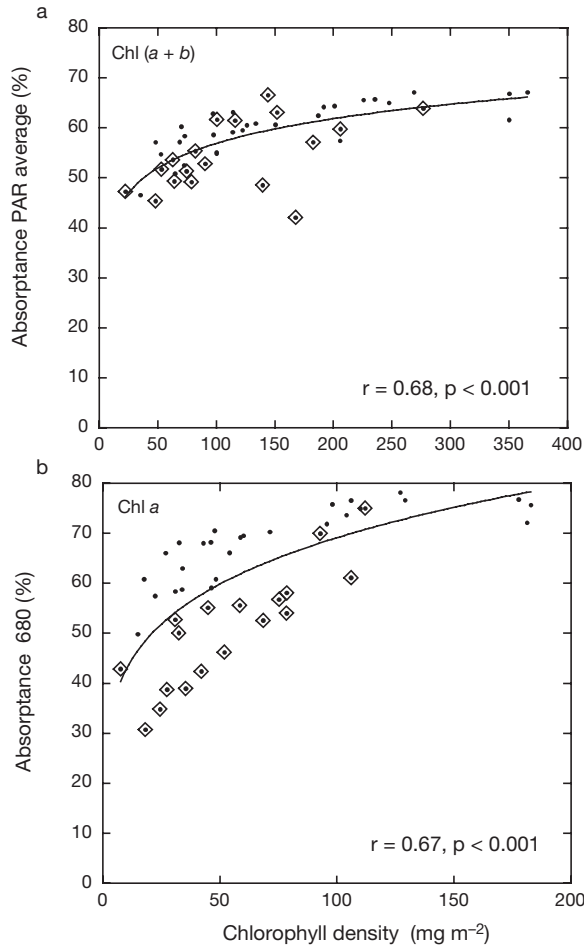 a
80
Chl (a + b)
70
60
50
40
30
20
10
0
Absorptance PAR average (%)
r = 0.68, p < 0.001
0 50 100 150 200 250 300 350 400
b
80
Chl a
70
60
50
40
30
20
10
0
Absorptance 680 (%)
r = 0.67, p < 0.001
0 50 100 150 200
Chlorophyll density (mg m⁻²)